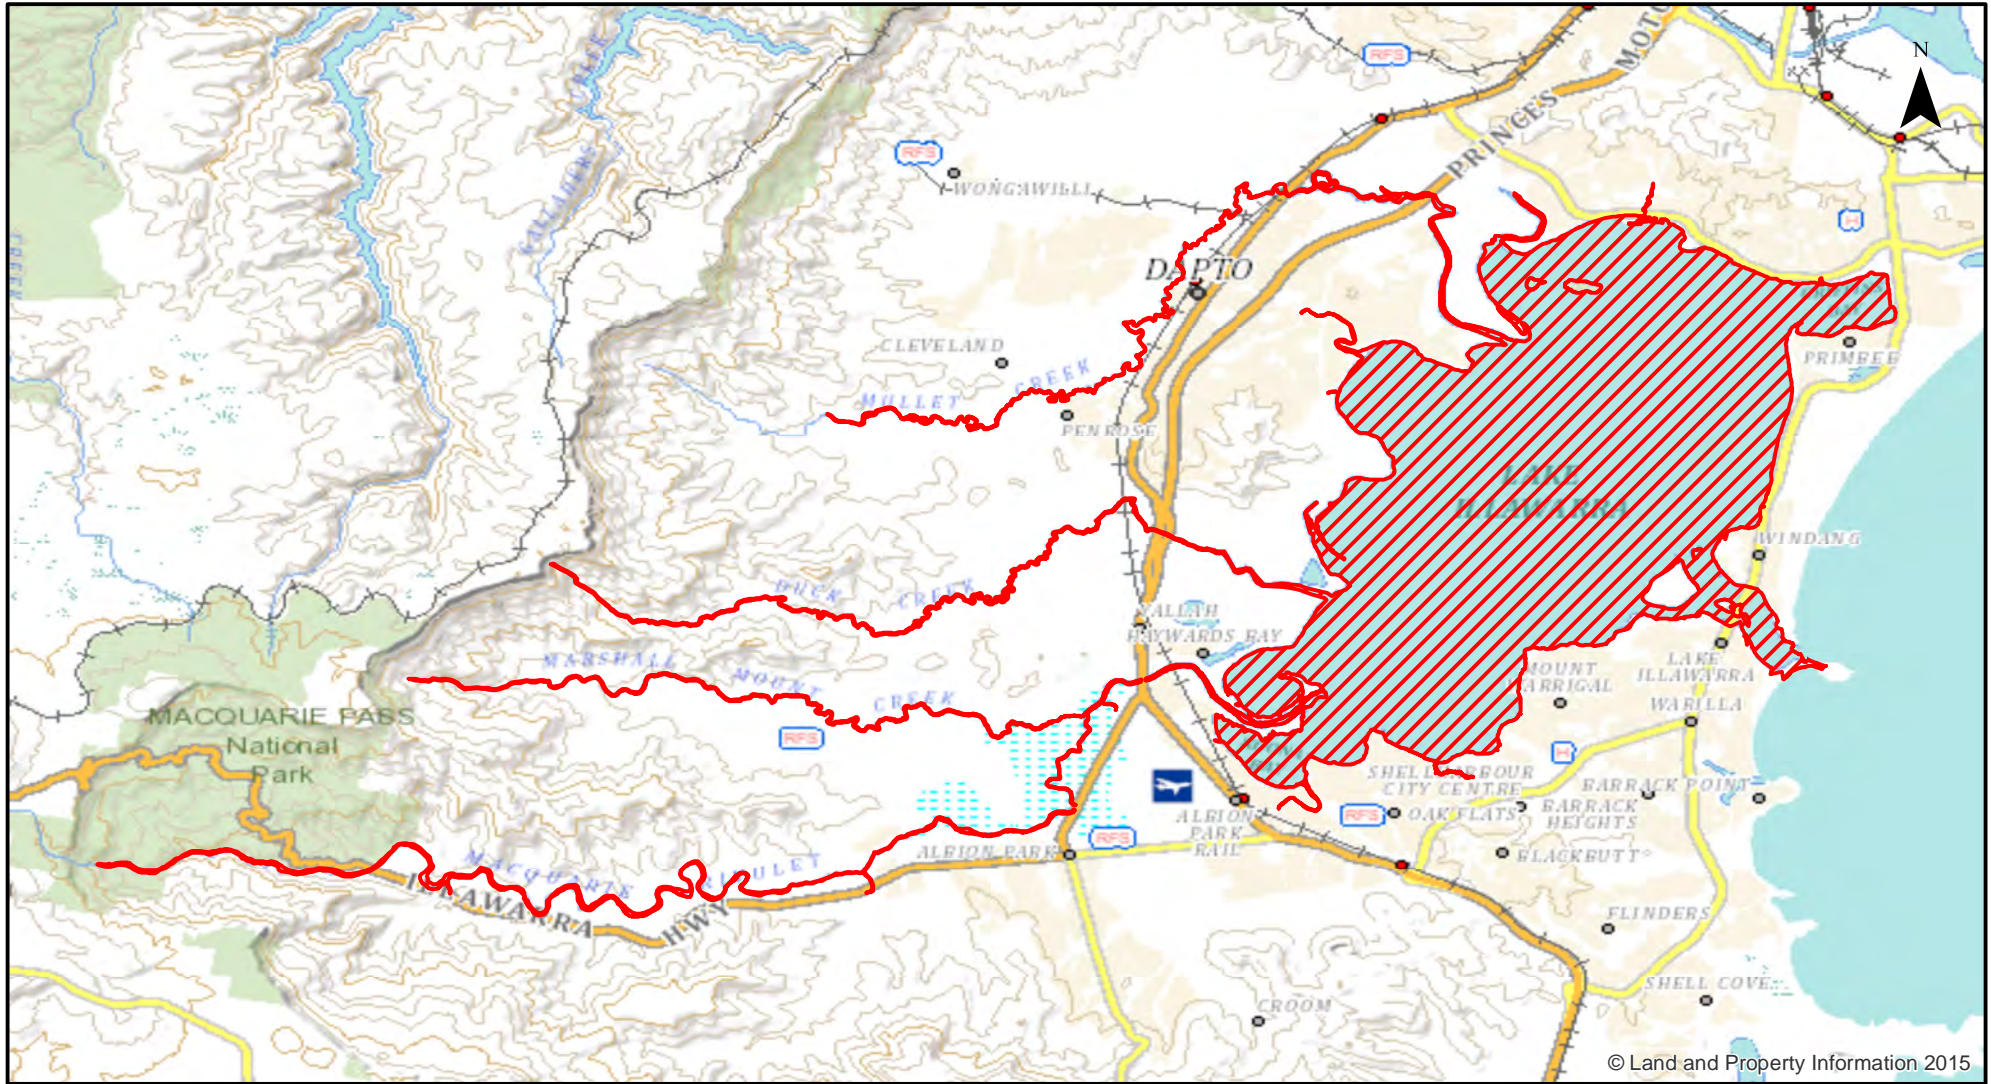 N
MOTO
PRINCES
RFS
RFS
WONGAWILLI
H
DAPTO
CREEK
CLEVELAND
PRIMBEE
MULLET CREEK
PENROSE
LAKE
ILLAWARRA
WINDANG
DUCK CREEK
YALLAH
HAYWARDS BAY
MARSHALL MOUNT CREEK
MOUNT
WARRIGAL
LAKE
ILLAWARRA
WARILLA
MACQUARIE PASS
National
Park
RFS
H
SHELLHARBOUR
CITY CENTRE
BARRACK POINT
RFS
OAK FLATS
BARRACK
HEIGHTS
ALBION
PARK
RAIL
RFS
ALBION PARK
BLACKBUTT
MACQUARIE RIVULET
ILLAWARRA HWY
FLINDERS
SHELL COVE
CROOM
© Land and Property Information 2015